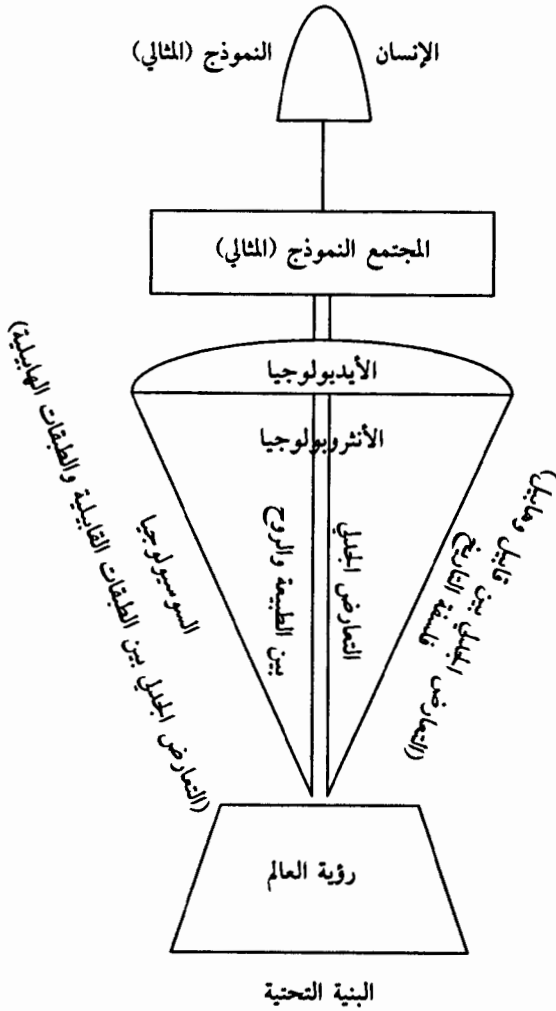 الإنسان النموذج (المثالي)
المجتمع النموذج (المثالي)
الأيديولوجيا
الأنثروبولوجيا
التعارض الجدلي
بين الطبيعة والروح
فلسفة التاريخ
(التعارض الجدلي بين قابيل وهابيل)
السوسيولوجيا
(التعارض الجدلي بين الطبقات القابيلية والطبقات الهابيلية)
رؤية العالم
البنية التحتية